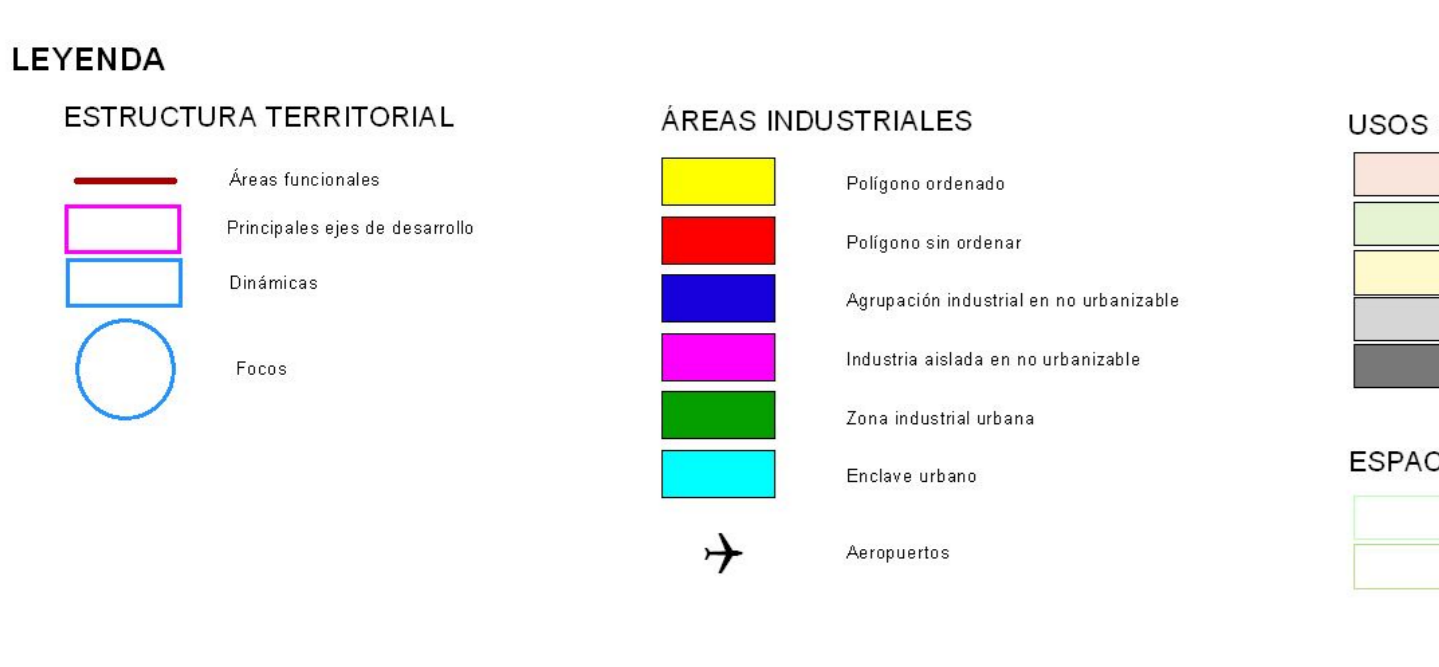 LEYENDA
ESTRUCTURA TERRITORIAL
Áreas funcionales
Principales ejes de desarrollo
Dinámicas
Focos
ÁREAS INDUSTRIALES
Polígono ordenado
Polígono sin ordenar
Agrupación industrial en no urbanizable
Industria aislada en no urbanizable
Zona industrial urbana
Enclave urbano
Aeropuertos
USOS
ESPAC